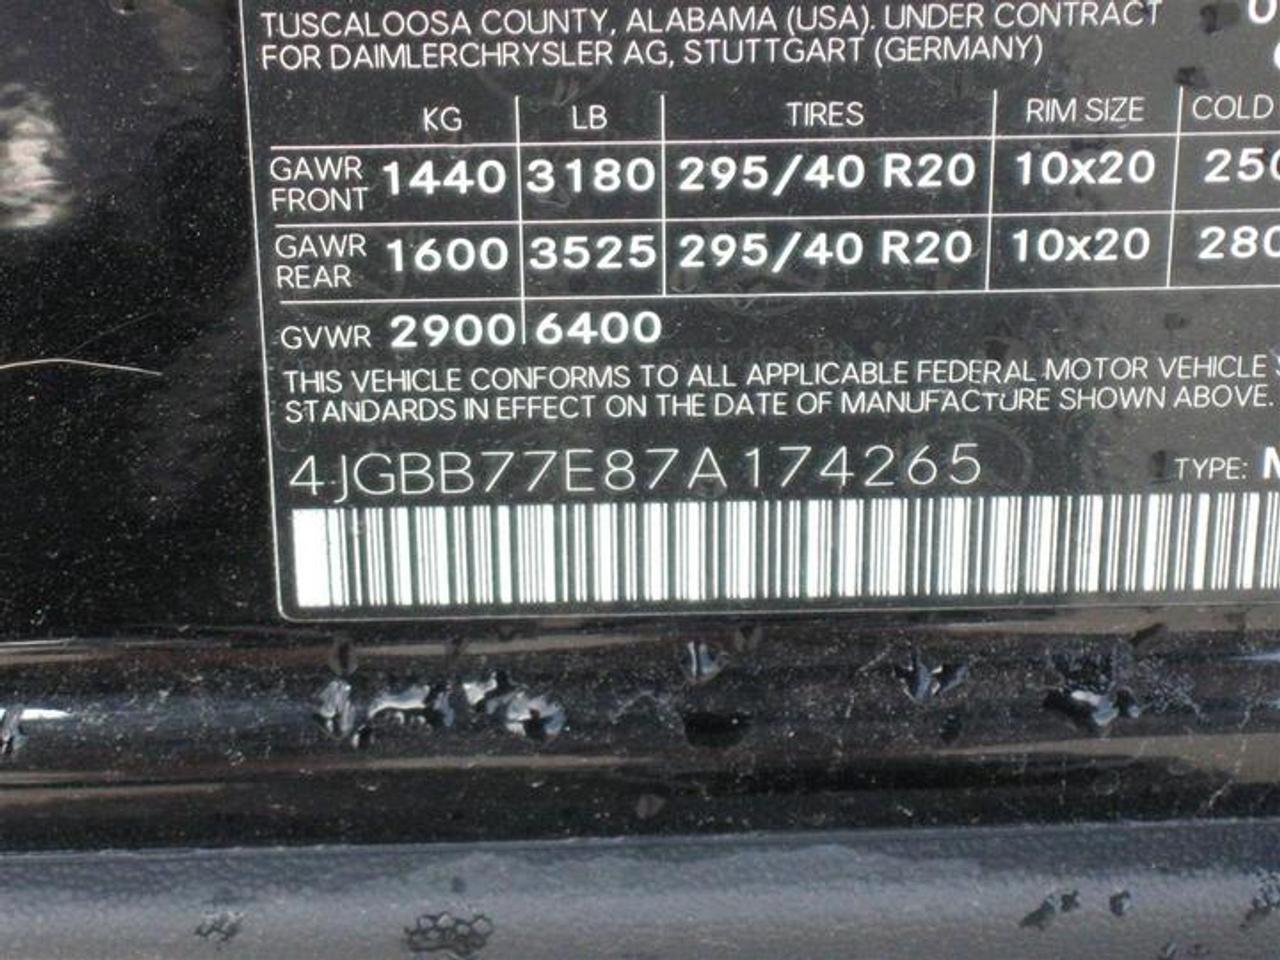 TUSCALOOSA COUNTY, ALABAMA (USA). UNDER CONTRACT
FOR DAIMLERCHRYSLER AG, STUTTGART (GERMANY)
KG LB TIRES RIM SIZE COLD
GAWR FRONT 1440 3180 295/40 R20 10x20 250
GAWR REAR 1600 3525 295/40 R20 10x20 280
GVWR 2900 6400
THIS VEHICLE CONFORMS TO ALL APPLICABLE FEDERAL MOTOR VEHICLE
STANDARDS IN EFFECT ON THE DATE OF MANUFACTURE SHOWN ABOVE.
4JGBB77E87A174265 TYPE: